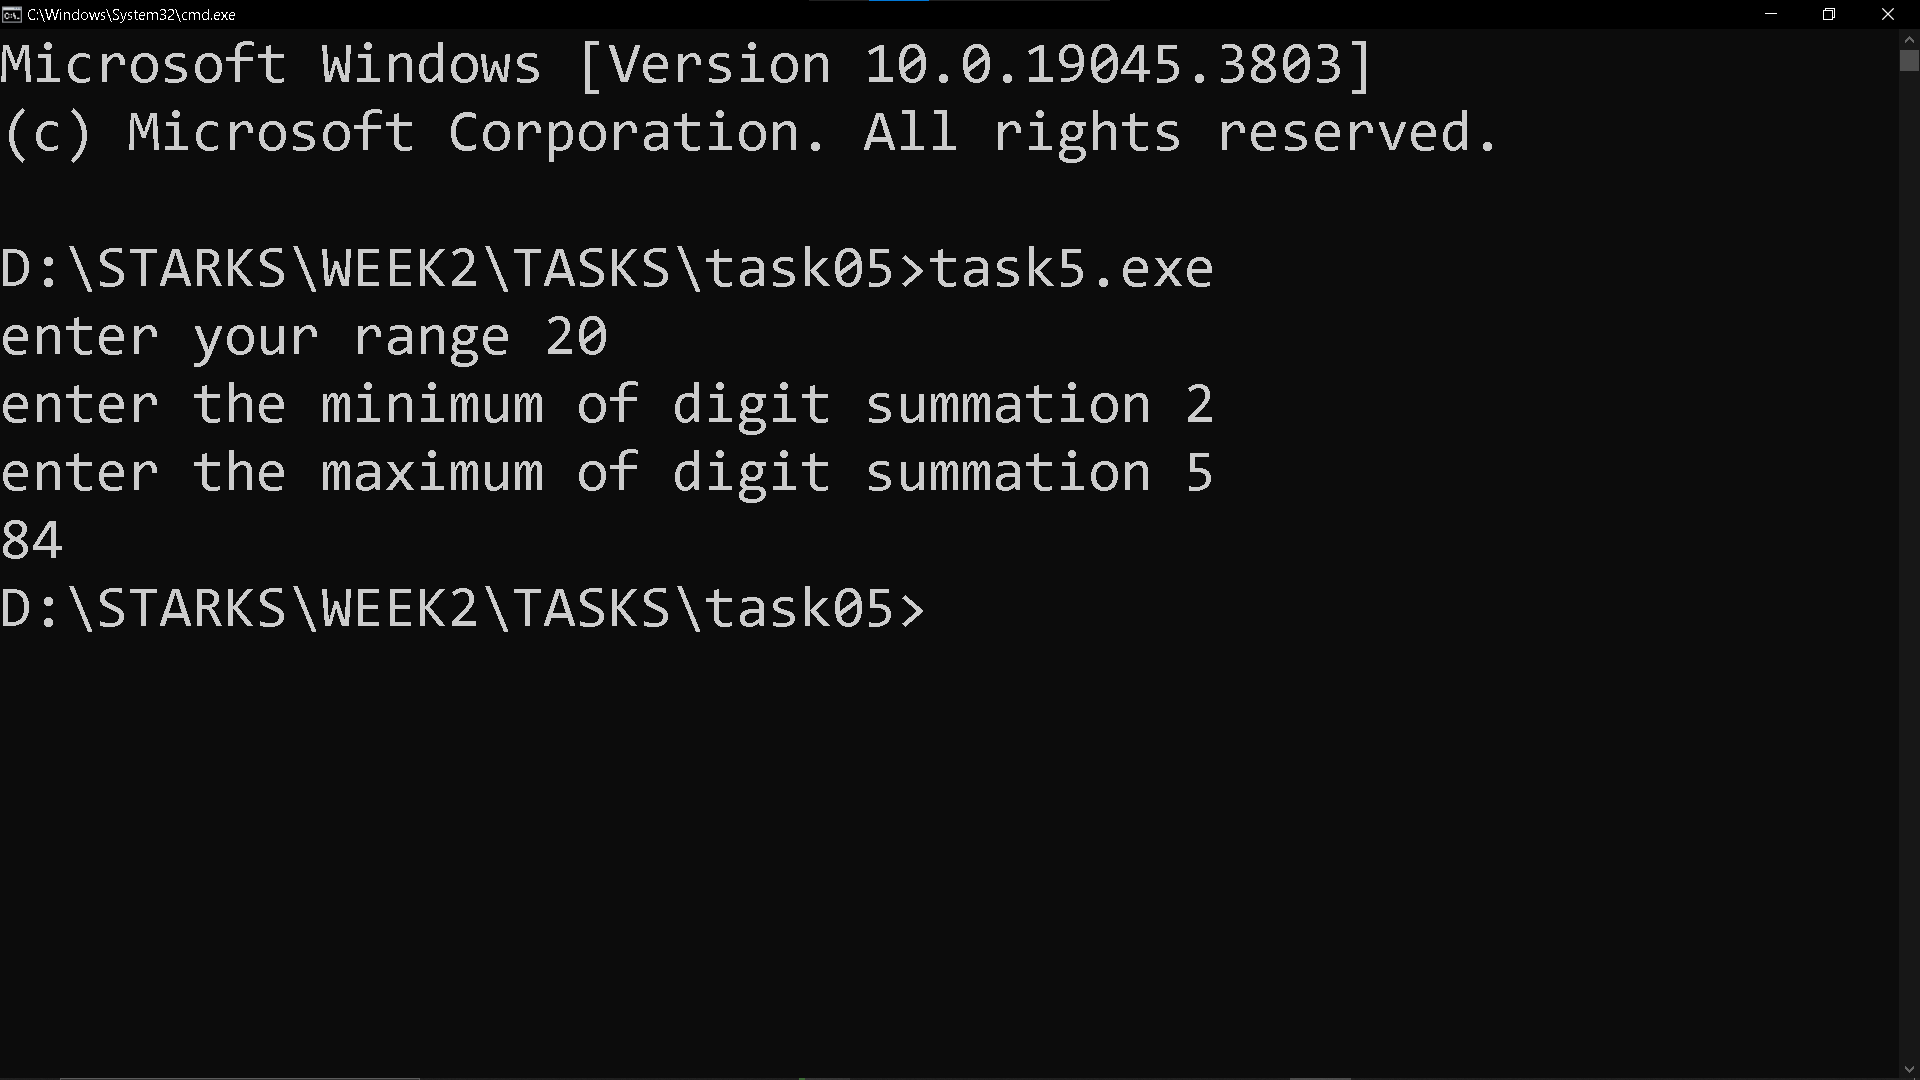 C:\Windows\System32\cmd.exe
Microsoft Windows [Version 10.0.19045.3803]
(c) Microsoft Corporation. All rights reserved.
D:\STARKS\WEEK2\TASKS\task05>task5.exe
enter your range 20
enter the minimum of digit summation 2
enter the maximum of digit summation 5
84
D:\STARKS\WEEK2\TASKS\task05>